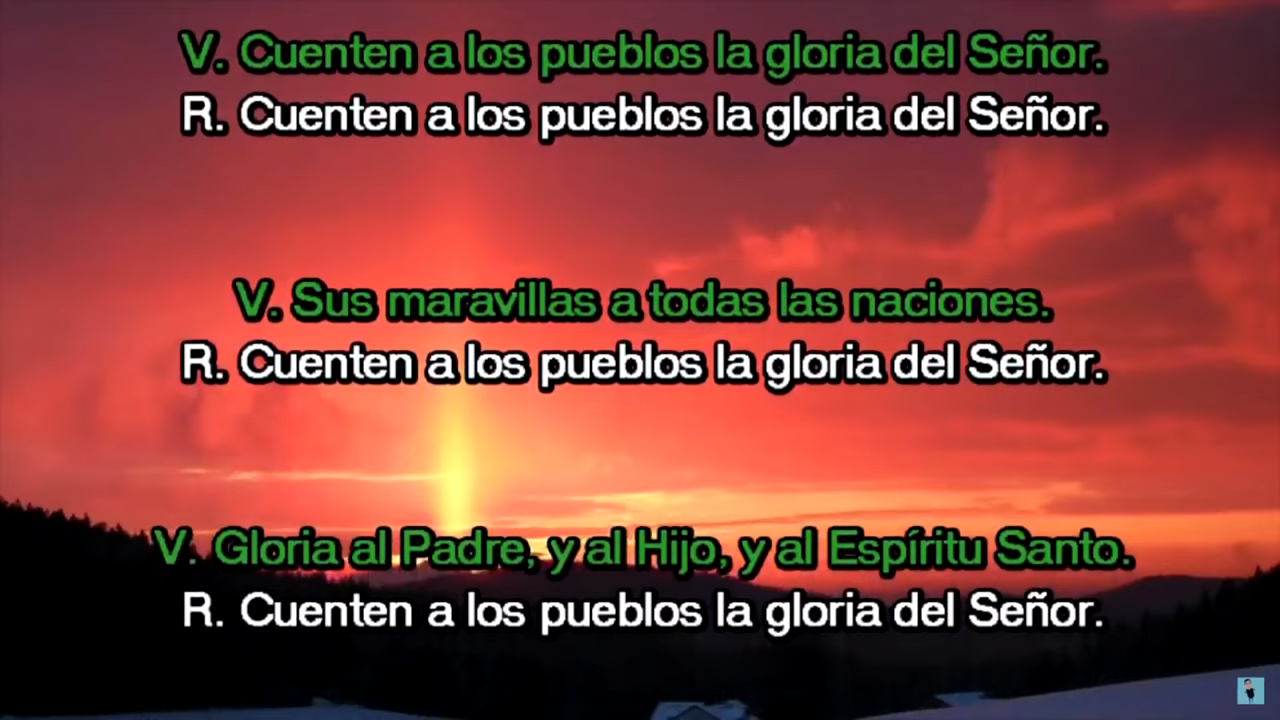 V. Cuenten a los pueblos la gloria del Señor.
R. Cuenten a los pueblos la gloria del Señor.
V. Sus maravillas a todas las naciones.
R. Cuenten a los pueblos la gloria del Señor.
V. Gloria al Padre, y al Hijo, y al Espíritu Santo.
R. Cuenten a los pueblos la gloria del Señor.